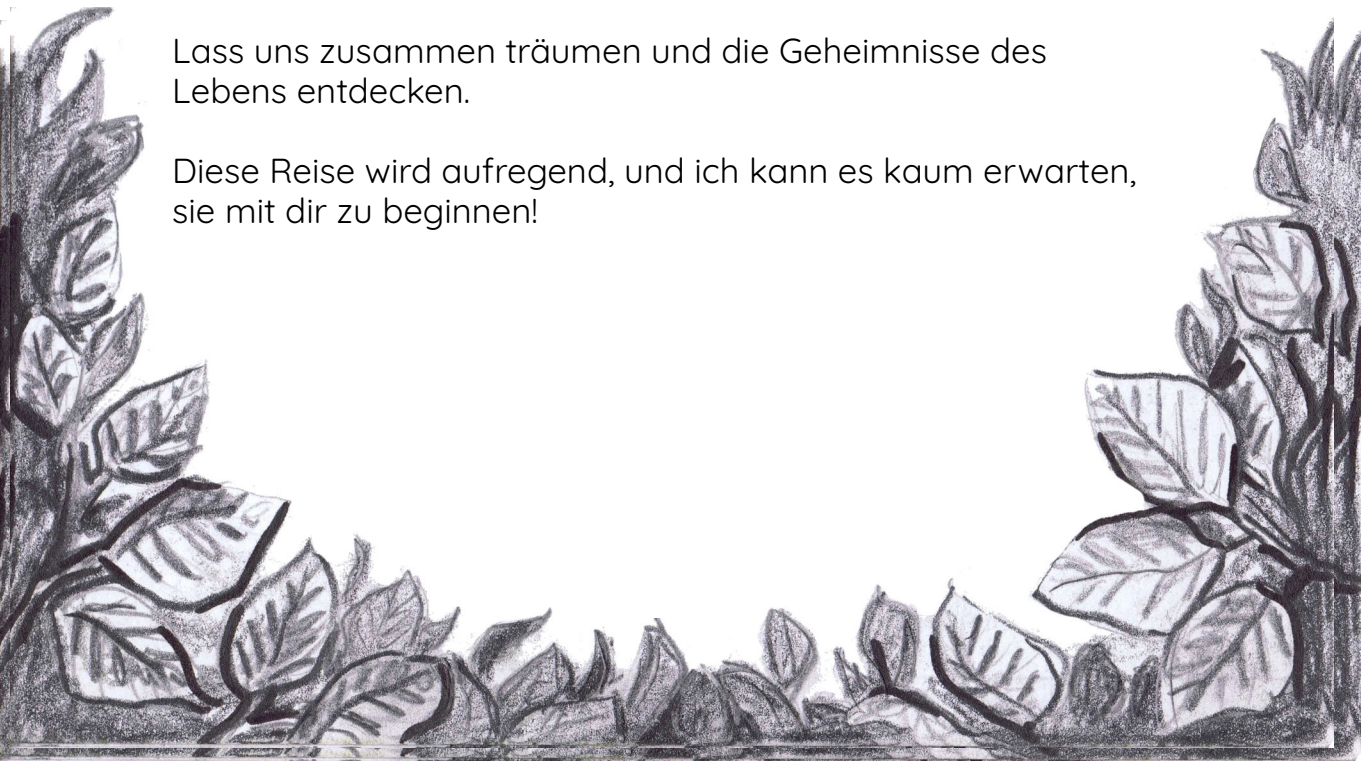 Lass uns zusammen träumen und die Geheimnisse des
Lebens entdecken.
Diese Reise wird aufregend, und ich kann es kaum erwarten,
sie mit dir zu beginnen!